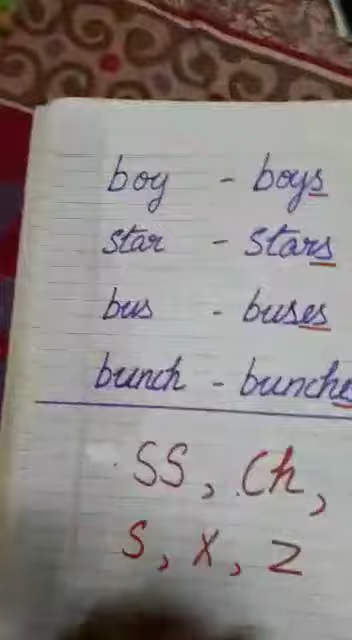 boy - boys
star - stars
bus - buses
bunch - bunche
SS, Ch,
S, X, Z